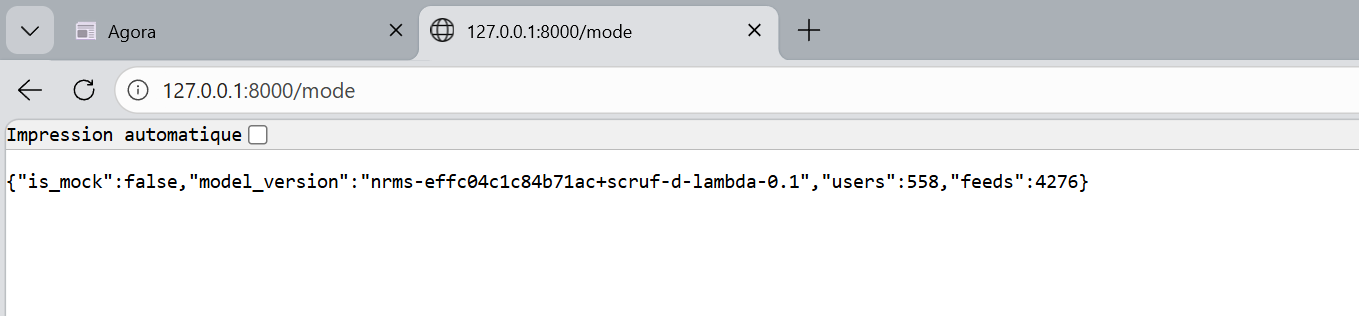 Agora
127.0.0.1:8000/mode
127.0.0.1:8000/mode
Impression automatique
{"is_mock":false,"model_version":"nrms-effc04c1c84b71ac+scruf-d-lambda-0.1","users":558,"feeds":4276}